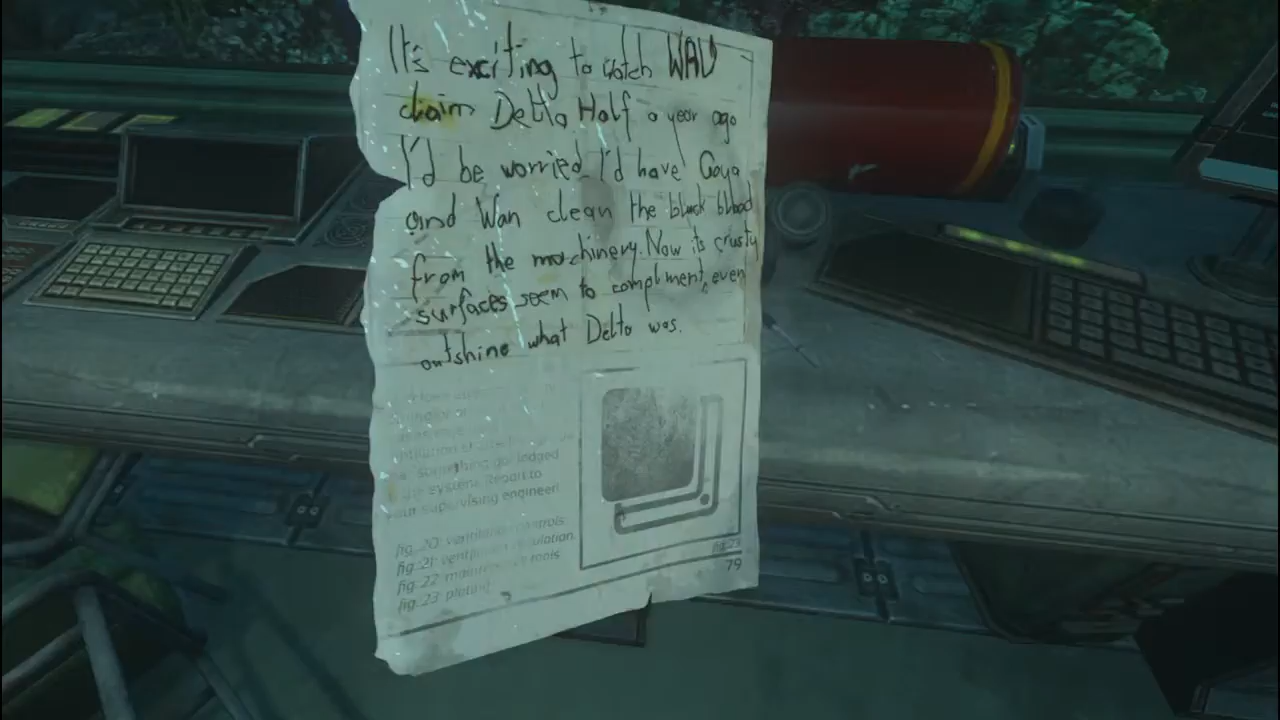 It's exciting to watch WAU
claim Delta Half a year ago
I'd be worried I'd have Goya
and Wan clean the black blood
from the machinery. Now its crusty
surfaces seem to compliment, even
outshine what Delta was.
something got lodged
system. Report to
your supervising engineer!
fig. 20: ventilation controls
fig. 21: ventilation circulation.
fig. 22 maintenance tools
fig. 23 plating
fig. 23
79